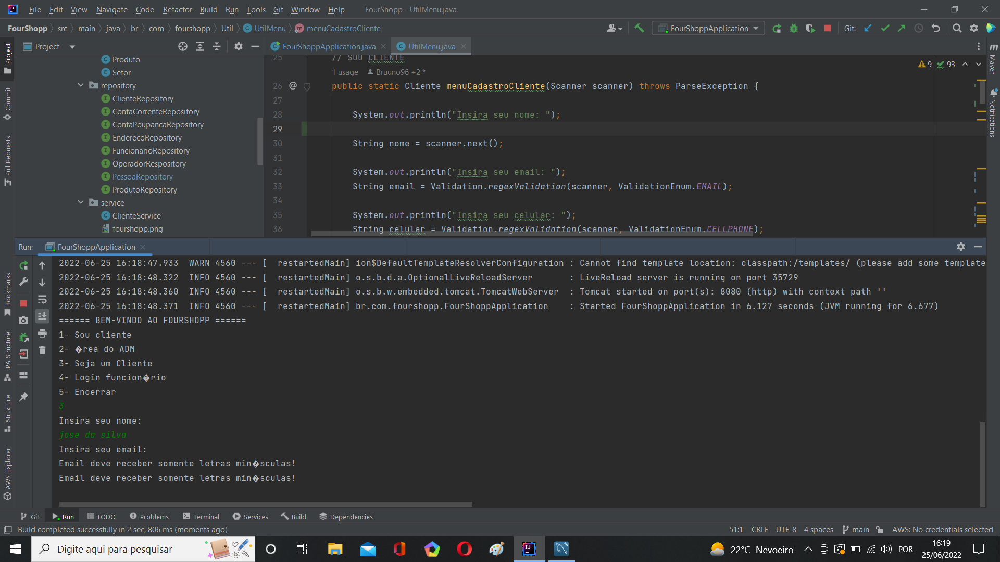 File Edit View Navigate Code Refactor Build Run Tools Git Window Help FourShopp - UtilMenu.java
FourShopp src main java br com fourshopp Util UtilMenu menuCadastroCliente FourShoppApplication Git:
Project FourShoppApplication.java UtilMenu.java
Produto
Setor
repository
ClienteRepository
ContaCorrenteRepository
ContaPoupancaRepository
EnderecoRepository
FuncionarioRepository
OperadorRespository
PessoaRepository
ProdutoRepository
service
ClienteService
fourshopp.png
25 // SOU CLIENTE
1 usage Bruuno96 +2 *
26 @ public static Cliente menuCadastroCliente(Scanner scanner) throws ParseException {
27
28 System.out.println("Insira seu nome: ");
29
30 String nome = scanner.next();
31
32 System.out.println("Insira seu email: ");
33 String email = Validation.regexValidation(scanner, ValidationEnum.EMAIL);
34
35 System.out.println("Insira seu celular: ");
36 String celular = Validation.regexValidation(scanner, ValidationEnum.CELLPHONE);
9 93
Project
Commit
Pull Requests
Bookmarks
JPA Structure
Structure
AWS Explorer
Maven
Notifications
Run: FourShoppApplication
2022-06-25 16:18:47.933 WARN 4560 --- [ restartedMain] ion$DefaultTemplateResolverConfiguration : Cannot find template location: classpath:/templates/ (please add some template
2022-06-25 16:18:48.322 INFO 4560 --- [ restartedMain] o.s.b.d.a.OptionalLiveReloadServer : LiveReload server is running on port 35729
2022-06-25 16:18:48.360 INFO 4560 --- [ restartedMain] o.s.b.w.embedded.tomcat.TomcatWebServer : Tomcat started on port(s): 8080 (http) with context path ''
2022-06-25 16:18:48.371 INFO 4560 --- [ restartedMain] br.com.fourshopp.FourShoppApplication : Started FourShoppApplication in 6.127 seconds (JVM running for 6.677)
====== BEM-VINDO AO FOURSHOPP ======
1- Sou cliente
2- �rea do ADM
3- Seja um Cliente
4- Login funcion�rio
5- Encerrar
3
Insira seu nome:
jose da silva
Insira seu email:
Email deve receber somente letras min�sculas!
Email deve receber somente letras min�sculas!
Git Run TODO Problems Terminal Services Build Dependencies
Build completed successfully in 2 sec, 806 ms (moments ago) 51:1 CRLF UTF-8 4 spaces main AWS: No credentials selected
Digite aqui para pesquisar 22°C Nevoeiro POR 16:19
25/06/2022